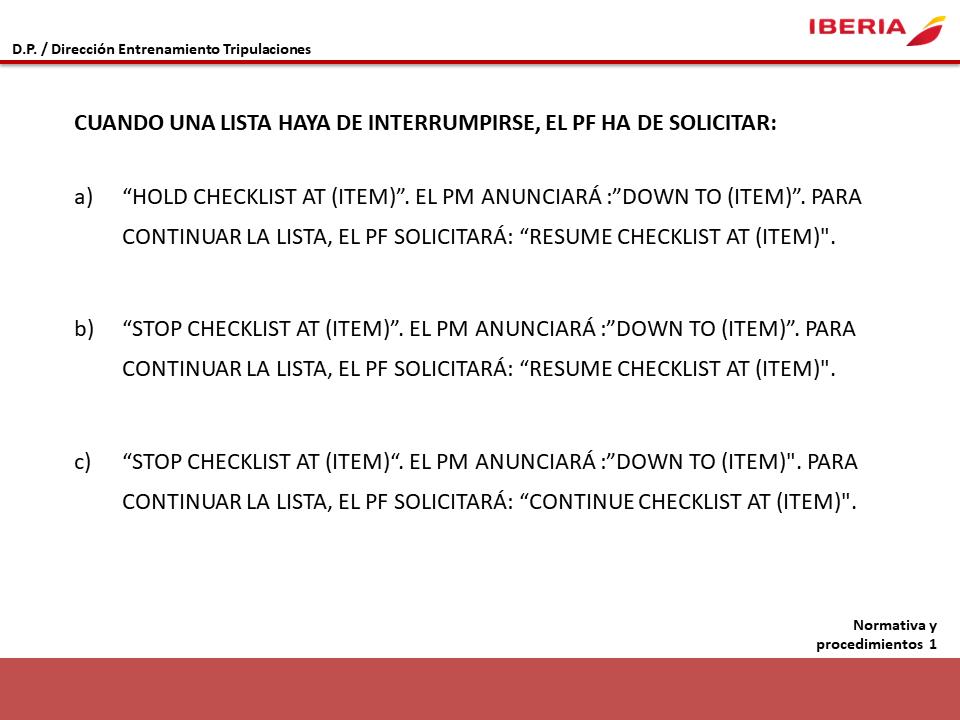 IBERIA
D.P. / Dirección Entrenamiento Tripulaciones
CUANDO UNA LISTA HAYA DE INTERRUMPIRSE, EL PF HA DE SOLICITAR:
a) “HOLD CHECKLIST AT (ITEM)”. EL PM ANUNCIARÁ :”DOWN TO (ITEM)”. PARA
CONTINUAR LA LISTA, EL PF SOLICITARÁ: “RESUME CHECKLIST AT (ITEM)".
b) “STOP CHECKLIST AT (ITEM)”. EL PM ANUNCIARÁ :”DOWN TO (ITEM)”. PARA
CONTINUAR LA LISTA, EL PF SOLICITARÁ: “RESUME CHECKLIST AT (ITEM)".
c) “STOP CHECKLIST AT (ITEM)“. EL PM ANUNCIARÁ :”DOWN TO (ITEM)". PARA
CONTINUAR LA LISTA, EL PF SOLICITARÁ: “CONTINUE CHECKLIST AT (ITEM)".
Normativa y
procedimientos 1